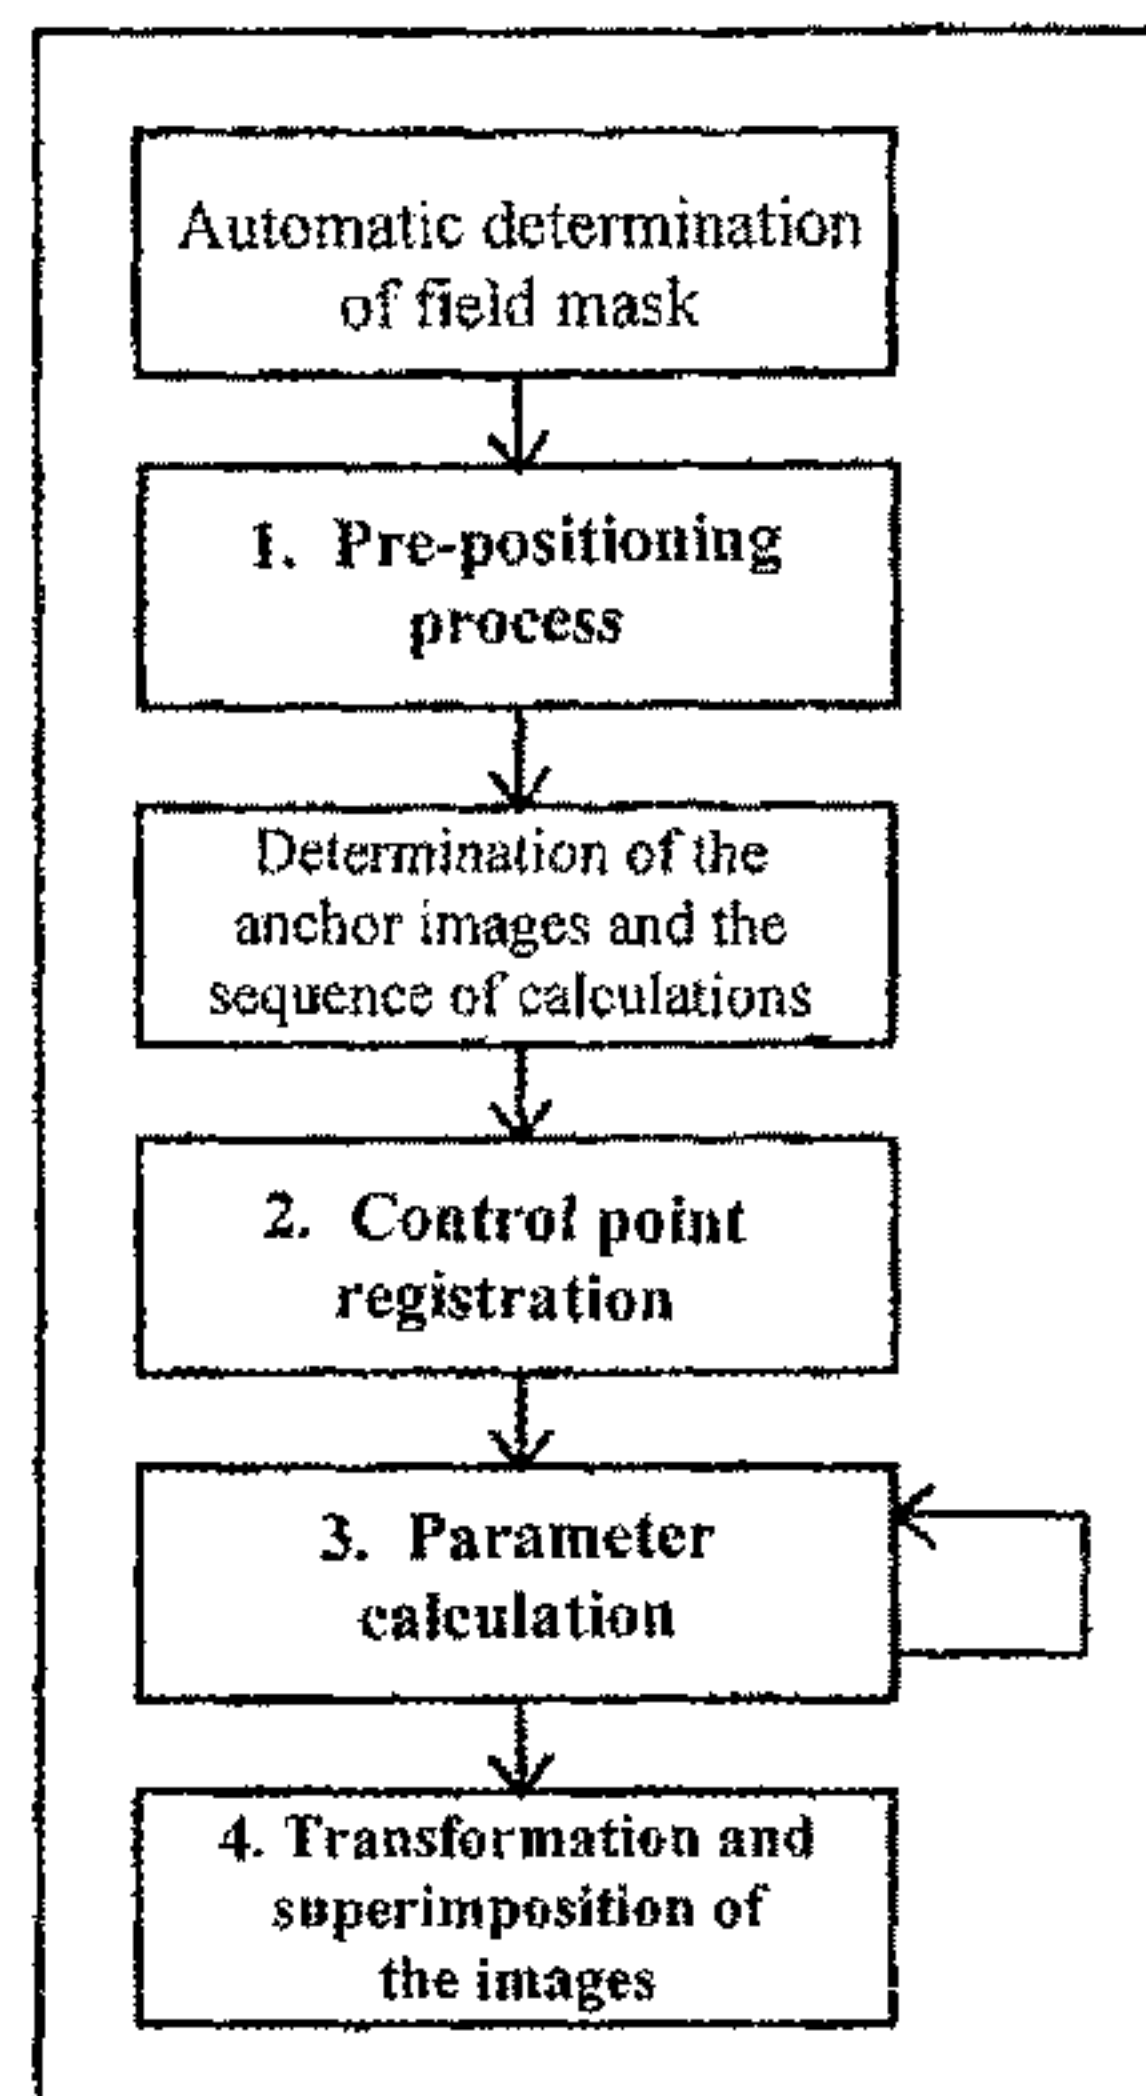 Automatic determination
of field mask
1. Pre-positioning
process
Determination of the
anchor images and the
sequence of calculations
2. Control point
registration
3. Parameter
calculation
4. Transformation and
superimposition of
the images